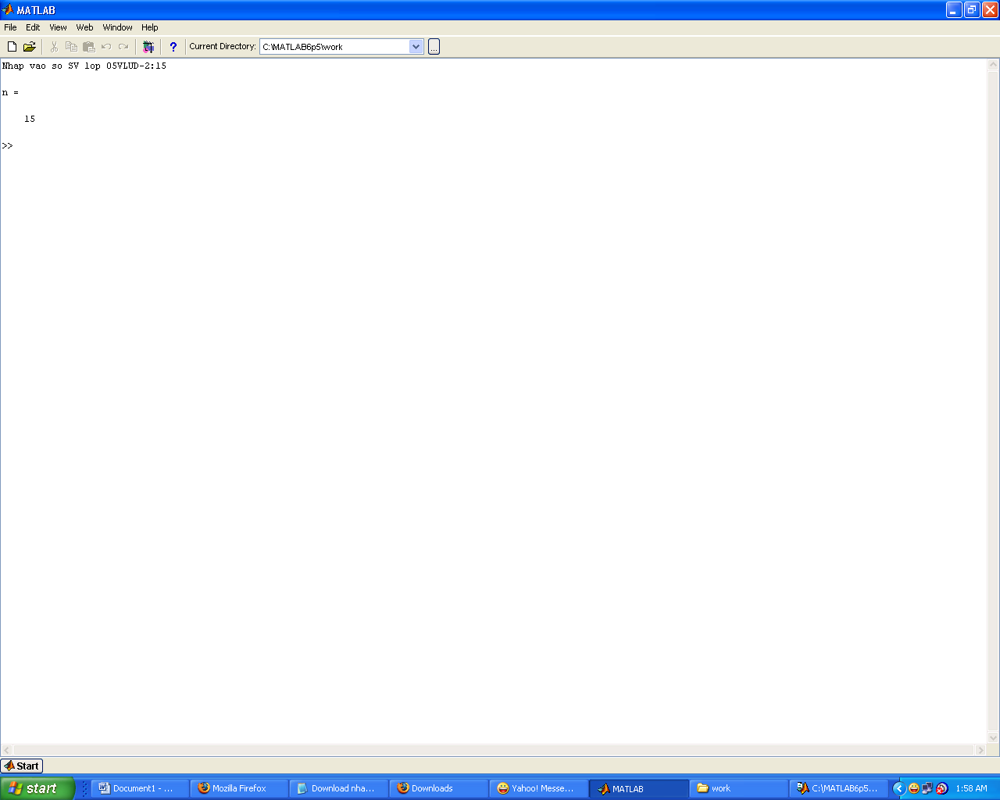 MATLAB
File Edit View Web Window Help
? Current Directory: C:\MATLAB6p5\work ...
Nhap vao so SV lop 05VLUD-2:15
n =
15
>>
Start
start Document1 - ... Mozilla Firefox Download nha... Downloads Yahoo! Messe... MATLAB work C:\MATLAB6p5... 1:58 AM